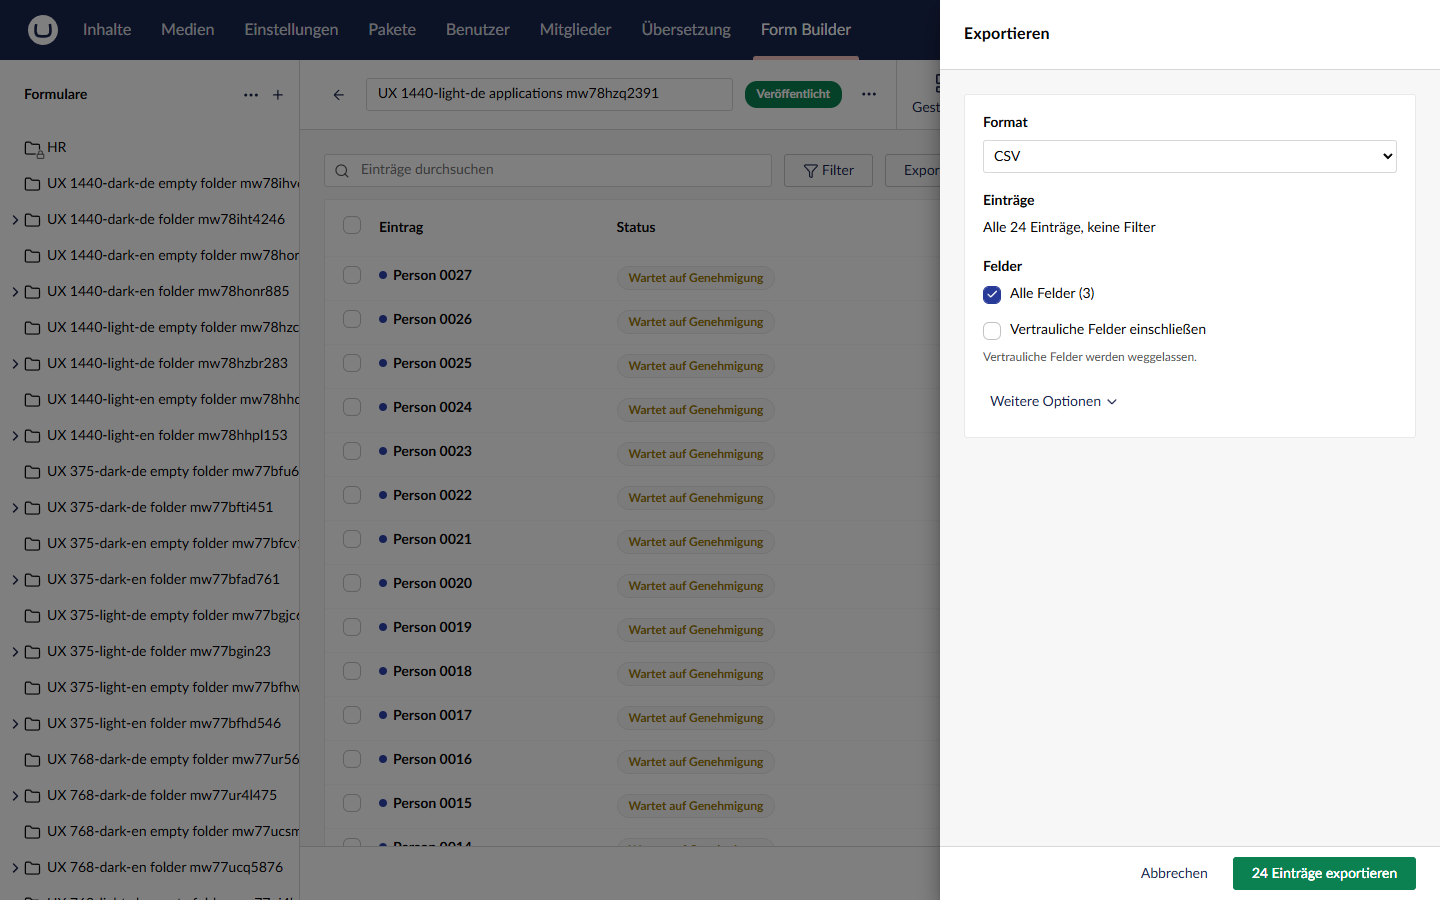 Inhalte
Medien
Einstellungen
Pakete
Benutzer
Mitglieder
Übersetzung
Form Builder
Formulare
HR
UX 1440-dark-de empty folder
UX 1440-dark-de folder mw78iht4246
UX 1440-dark-en empty folder
UX 1440-dark-en folder mw78honr885
UX 1440-light-de empty folder
UX 1440-light-de folder mw78hzbr283
UX 1440-light-en empty folder
UX 1440-light-en folder mw78hhpl153
UX 375-dark-de empty folder
UX 375-dark-de folder mw77bfti451
UX 375-dark-en empty folder
UX 375-dark-en folder mw77bfad761
UX 375-light-de empty folder
UX 375-light-de folder mw77bgin23
UX 375-light-en empty folder
UX 375-light-en folder mw77bfhd546
UX 768-dark-de empty folder
UX 768-dark-de folder mw77ur4l475
UX 768-dark-en empty folder
UX 768-dark-en folder mw77ucq5876
UX 1440-light-de applications mw78hzq2391
Veröffentlicht
Einträge durchsuchen
Filter
Eintrag Status
Person 0027 Wartet auf Genehmigung
Person 0026 Wartet auf Genehmigung
Person 0025 Wartet auf Genehmigung
Person 0024 Wartet auf Genehmigung
Person 0023 Wartet auf Genehmigung
Person 0022 Wartet auf Genehmigung
Person 0021 Wartet auf Genehmigung
Person 0020 Wartet auf Genehmigung
Person 0019 Wartet auf Genehmigung
Person 0018 Wartet auf Genehmigung
Person 0017 Wartet auf Genehmigung
Person 0016 Wartet auf Genehmigung
Person 0015 Wartet auf Genehmigung
Exportieren
Format
CSV
Einträge
Alle 24 Einträge, keine Filter
Felder
Alle Felder (3)
Vertrauliche Felder einschließen
Vertrauliche Felder werden weggelassen.
Weitere Optionen
Abbrechen
24 Einträge exportieren